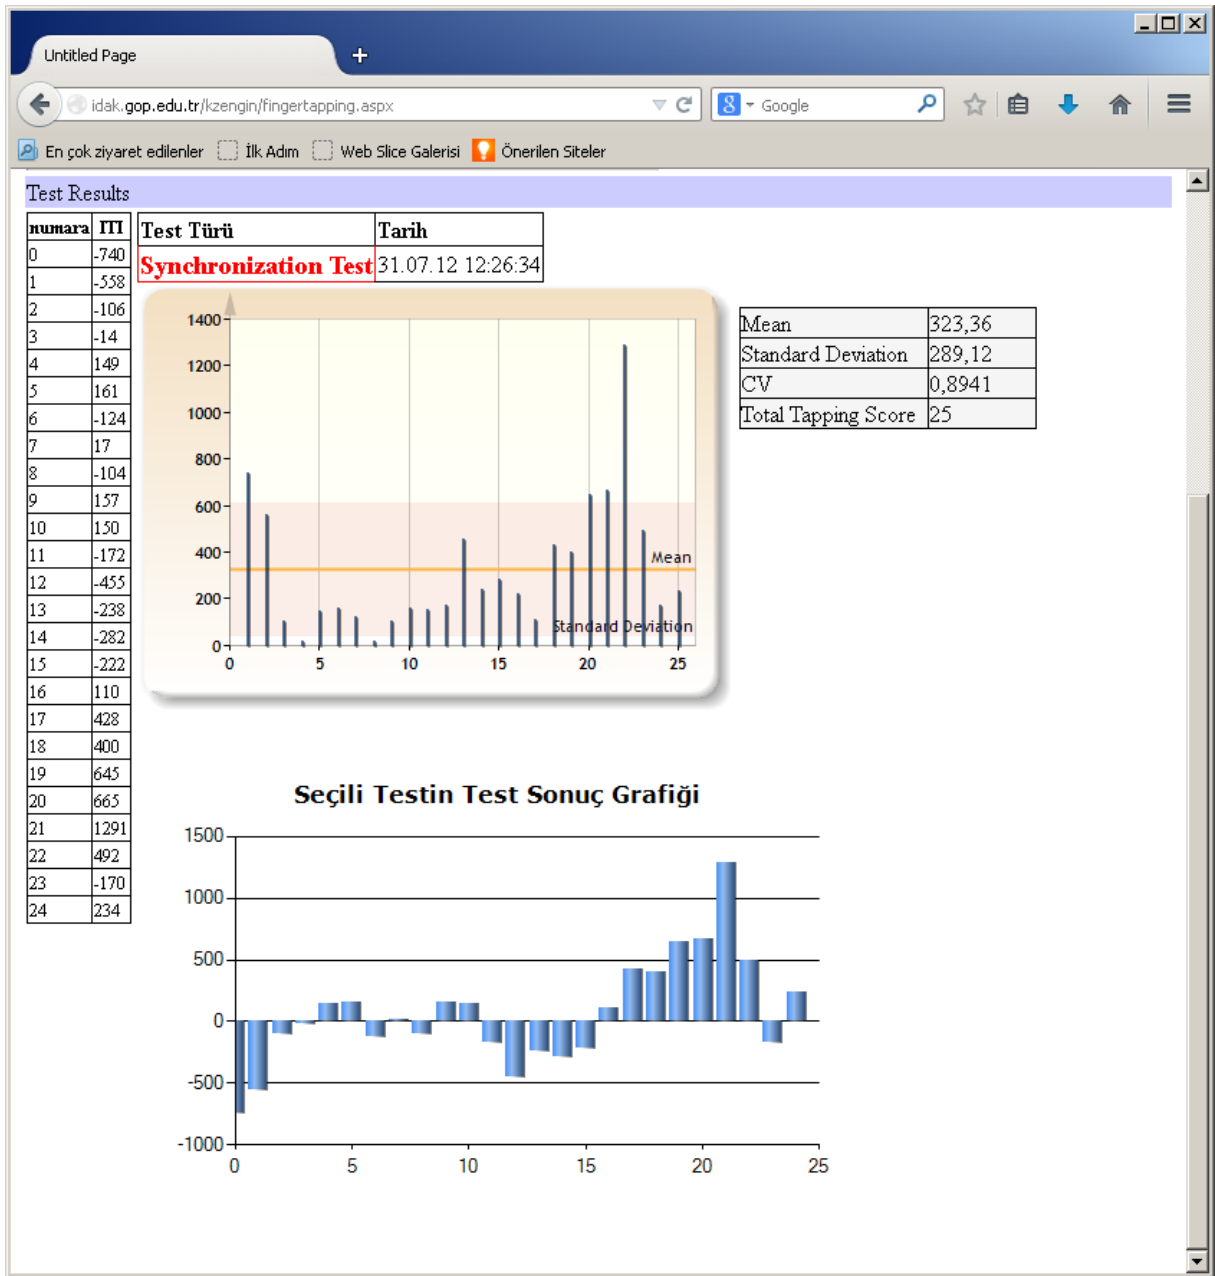 Untitled Page
idak.gop.edu.tr/kzengin/fingertapping.aspx
8 Google
En çok ziyaret edilenler İlk Adım Web Slice Galerisi Önerilen Siteler
Test Results
numara ITI
0 -740
1 -558
2 -106
3 -14
4 149
5 161
6 -124
7 17
8 -104
9 157
10 150
11 -172
12 -455
13 -238
14 -282
15 -222
16 110
17 428
18 400
19 645
20 665
21 1291
22 492
23 -170
24 234
Test Türü Tarih
Synchronization Test 31.07.12 12:26:34
1400
1200
1000
800
600
400
200
0
Mean
Standard Deviation
0 5 10 15 20 25
Mean 323,36
Standard Deviation 289,12
CV 0,8941
Total Tapping Score 25
Seçili Testin Test Sonuç Grafiği
1500
1000
500
0
-500
-1000
0 5 10 15 20 25